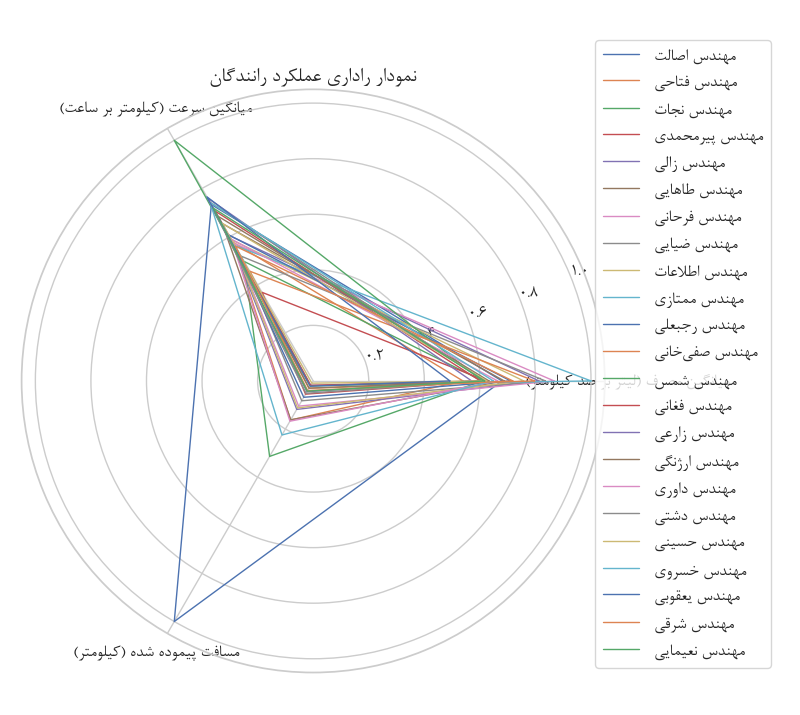 نمودار راداری عملکرد رانندگان
میانگین سرعت (کیلومتر بر ساعت)
۱.۰
۰.۸
۰.۶
۰.۲
مسافت پیموده شده (کیلومتر)
مهندس اصالت
مهندس فتاحی
مهندس نجات
مهندس پیرمحمدی
مهندس زالی
مهندس طاهایی
مهندس فرحانی
مهندس ضیایی
مهندس اطلاعات
مهندس ممتازی
مهندس رجبعلی
مهندس صفی‌خانی
مهندس شمس
مهندس فغانی
مهندس زارعی
مهندس ارژنگی
مهندس داوری
مهندس دشتی
مهندس حسینی
مهندس خسروی
مهندس یعقوبی
مهندس شرقی
مهندس نعیمایی